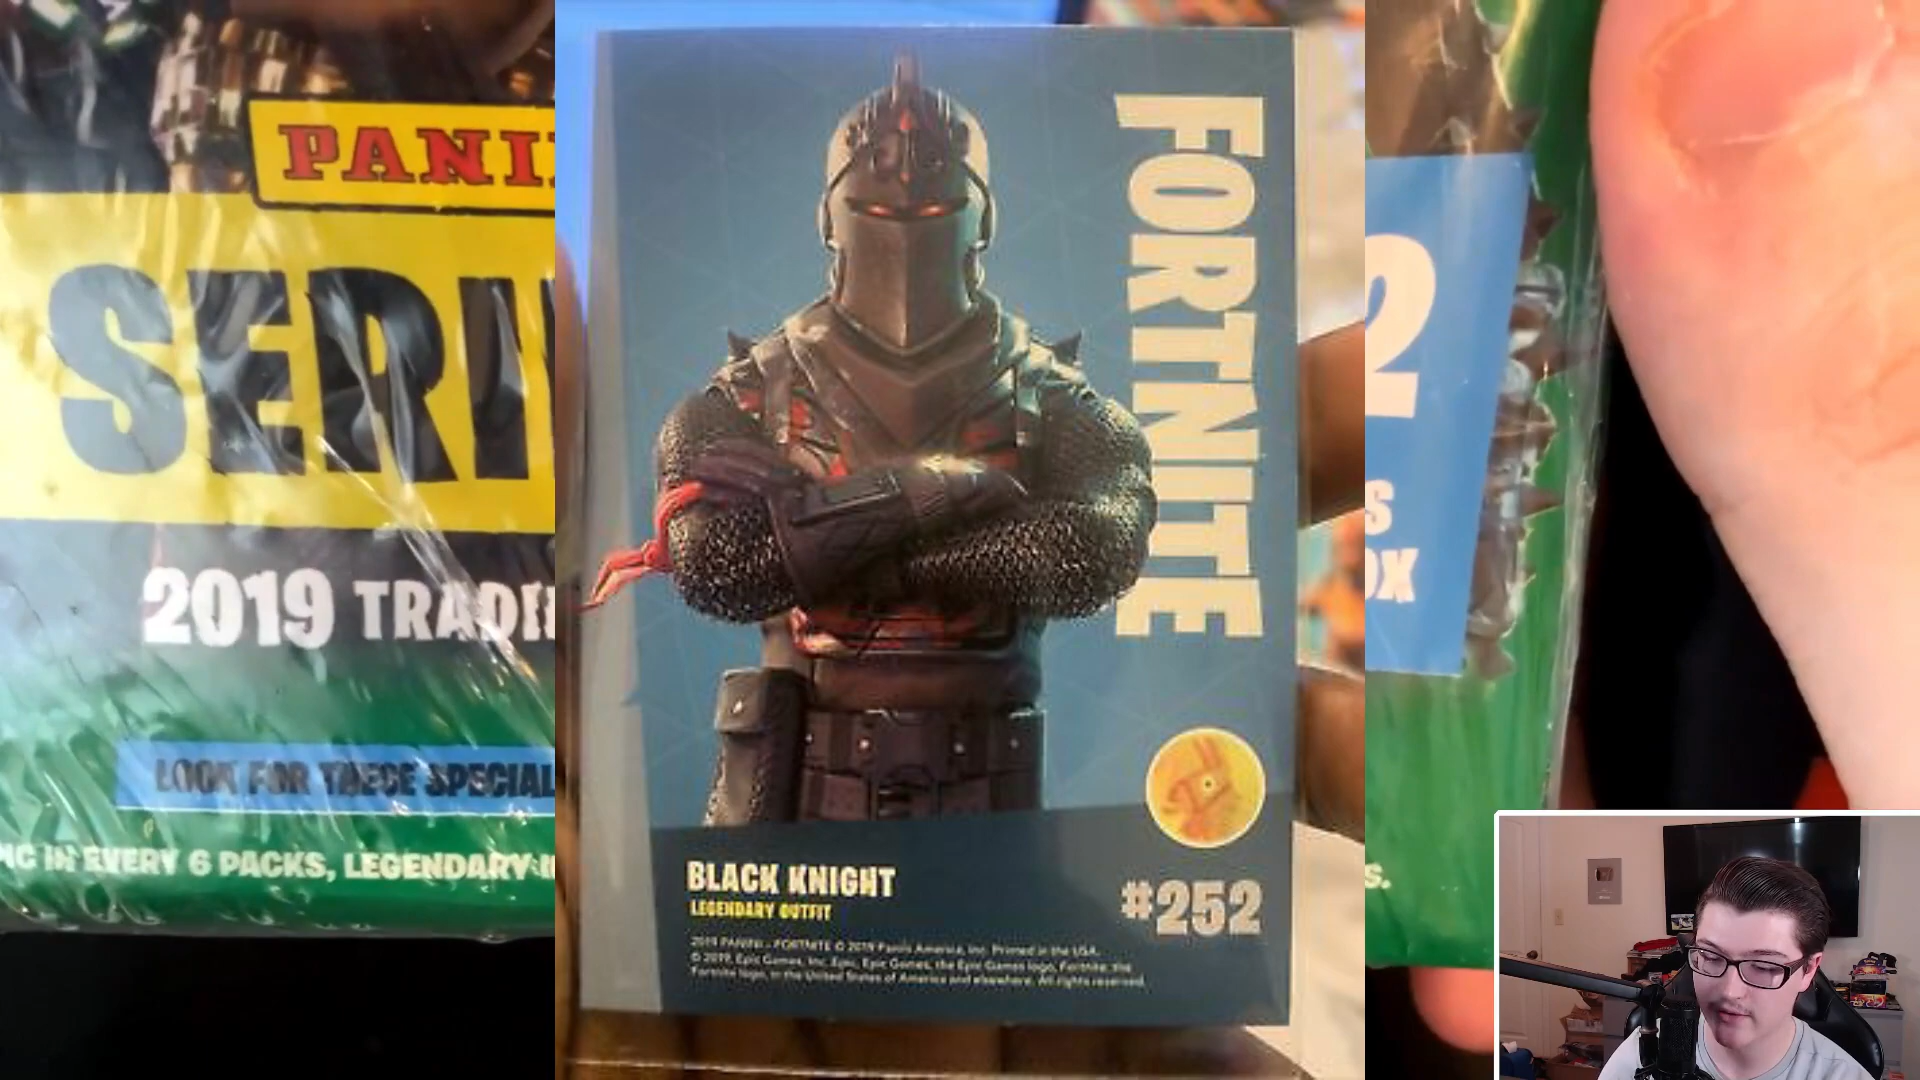 PANI
SERI
2019 TRADI
LOOK FOR THESE SPECIAL
IC IN EVERY 6 PACKS, LEGENDARY I
FORTNITE
BLACK KNIGHT
LEGENDARY OUTFIT
#252
2019 PANINI - FORTNITE © 2019 Panini America, Inc. Printed in the USA.
© 2019, Epic Games, Inc. Epic, Epic Games, the Epic Games logo, Fortnite, the
Fortnite logo, in the United States of America and elsewhere. All rights reserved.
2
S
OX
S.